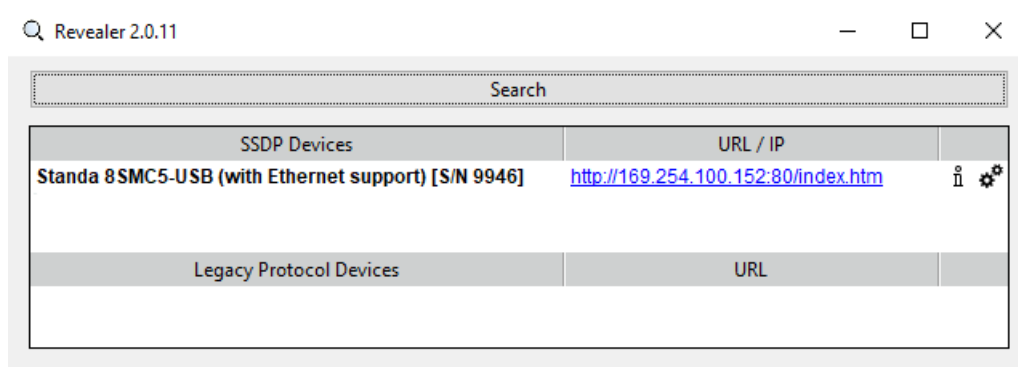 Revealer 2.0.11
Search
SSDP Devices URL / IP
Standa 8SMC5-USB (with Ethernet support) [S/N 9946] http://169.254.100.152:80/index.htm
Legacy Protocol Devices URL